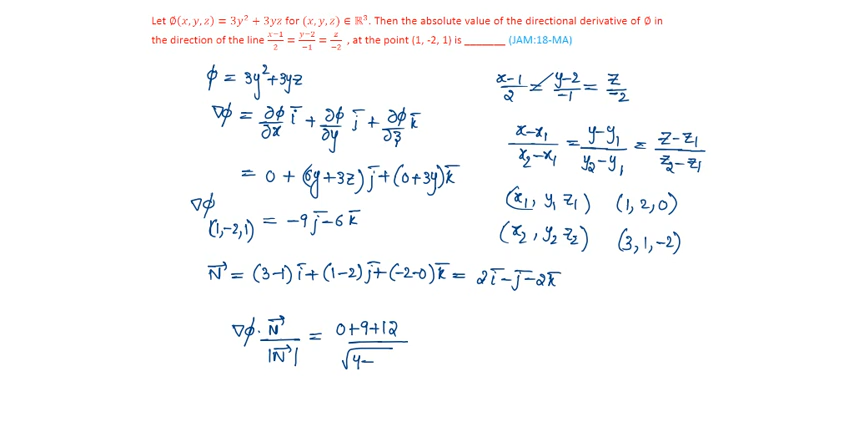 Let Ø(x, y, z) = 3y² + 3yz for (x, y, z) ∈ ℝ³. Then the absolute value of the directional derivative of Ø in
the direction of the line (x−1)/2 = (y−2)/−1 = z/−2 , at the point (1, -2, 1) is _______ (JAM:18-MA)
ϕ = 3y²+3yz
∇ϕ = ∂ϕ/∂x i̅ + ∂ϕ/∂y j̅ + ∂ϕ/∂z k̅
= 0 + (6y+3z) j̅ + (0+3y) k̅
∇ϕ (1,−2,1) = −9j̅ −6k̅
(x−1)/2 = (y−2)/−1 = z/−2
(x−x₁)/(x₂−x₁) = (y−y₁)/(y₂−y₁) = (z−z₁)/(z₂−z₁)
(x₁, y₁ z₁) (1, 2, 0)
(x₂, y₂ z₂) (3, 1, −2)
N⃗ = (3−1) i̅ + (1−2) j̅ + (−2−0) k̅ = 2i̅ − j̅ − 2k̅
∇ϕ · N⃗/|N⃗| = (0+9+12)/√(4−